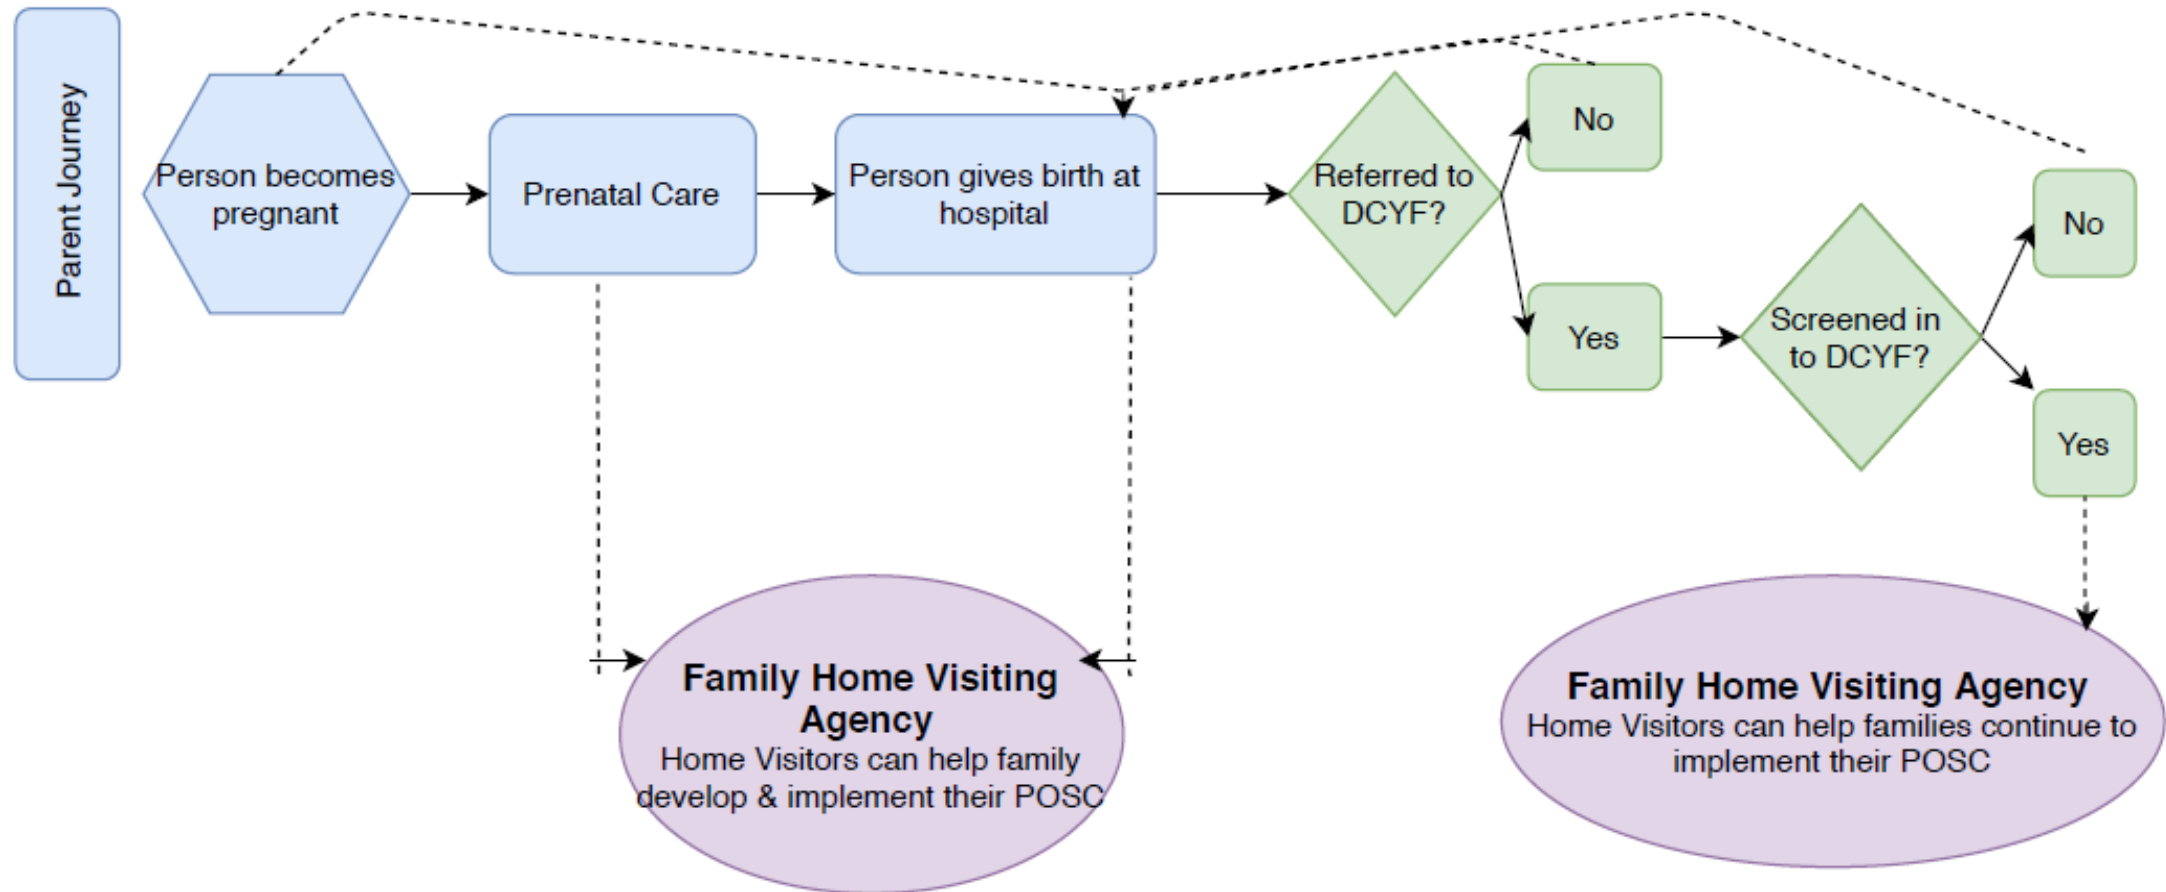 Parent Journey
Person becomes
pregnant
Prenatal Care
Person gives birth at
hospital
Referred to
DCYF?
No
Yes
Screened in
to DCYF?
No
Yes
Family Home Visiting
Agency
Home Visitors can help family
develop & implement their POSC
Family Home Visiting Agency
Home Visitors can help families continue to
implement their POSC